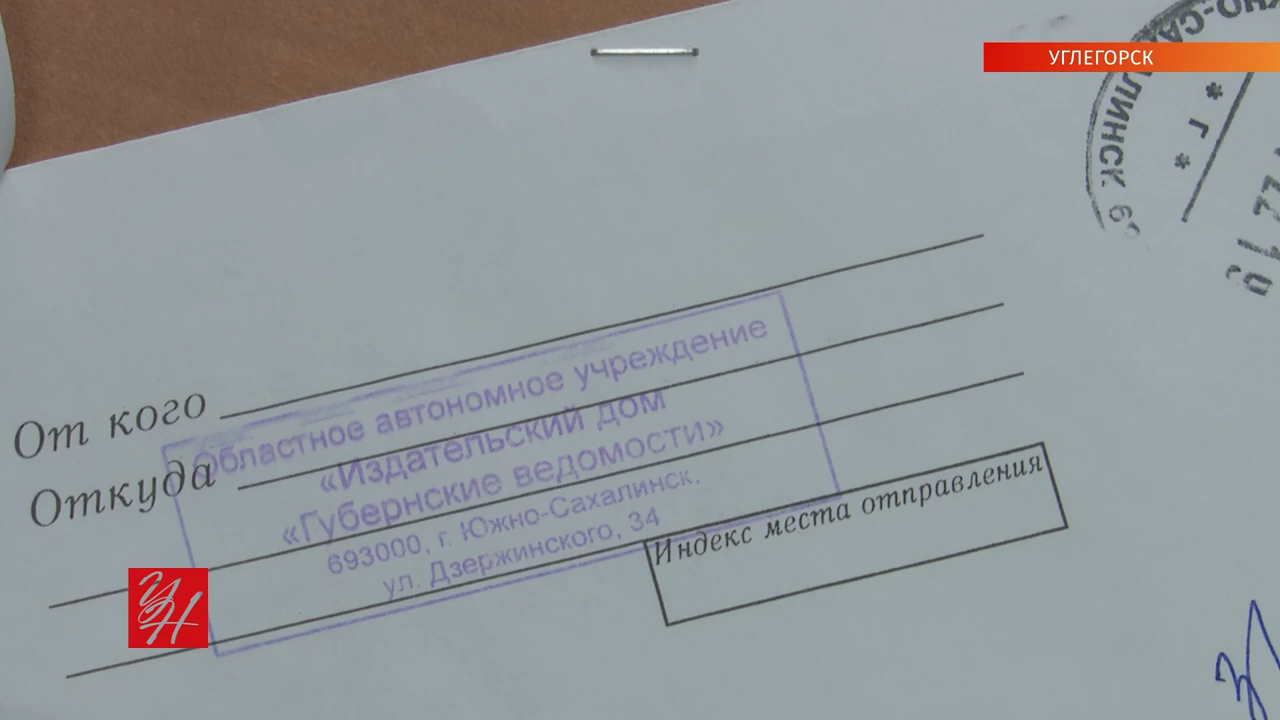 УГЛЕГОРСК
* Г *
От кого
Откуда
Областное автономное учреждение
«Издательский дом
«Губернские ведомости»
693000, г. Южно-Сахалинск,
ул. Дзержинского, 34
Индекс места отправления
УН